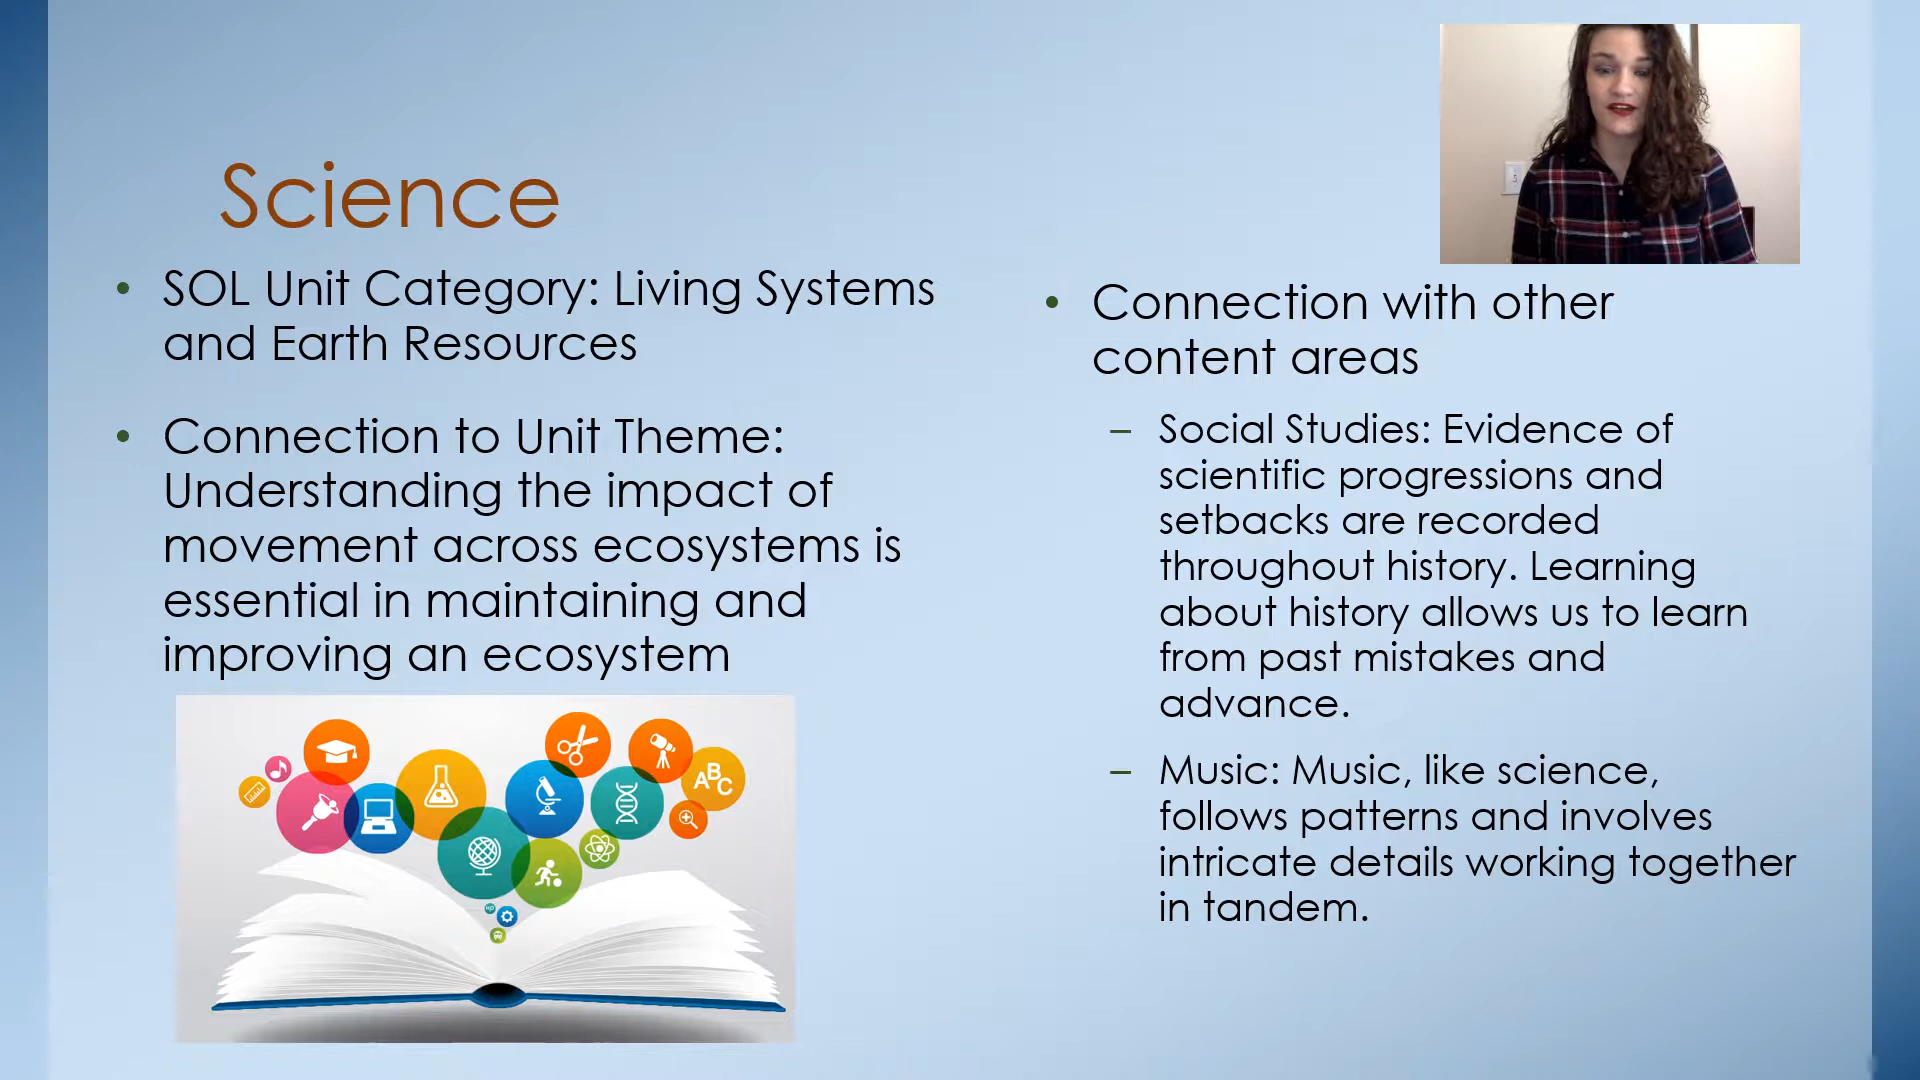 Science
• SOL Unit Category: Living Systems
and Earth Resources
• Connection to Unit Theme:
Understanding the impact of
movement across ecosystems is
essential in maintaining and
improving an ecosystem
ABC
• Connection with other
content areas
– Social Studies: Evidence of
scientific progressions and
setbacks are recorded
throughout history. Learning
about history allows us to learn
from past mistakes and
advance.
– Music: Music, like science,
follows patterns and involves
intricate details working together
in tandem.